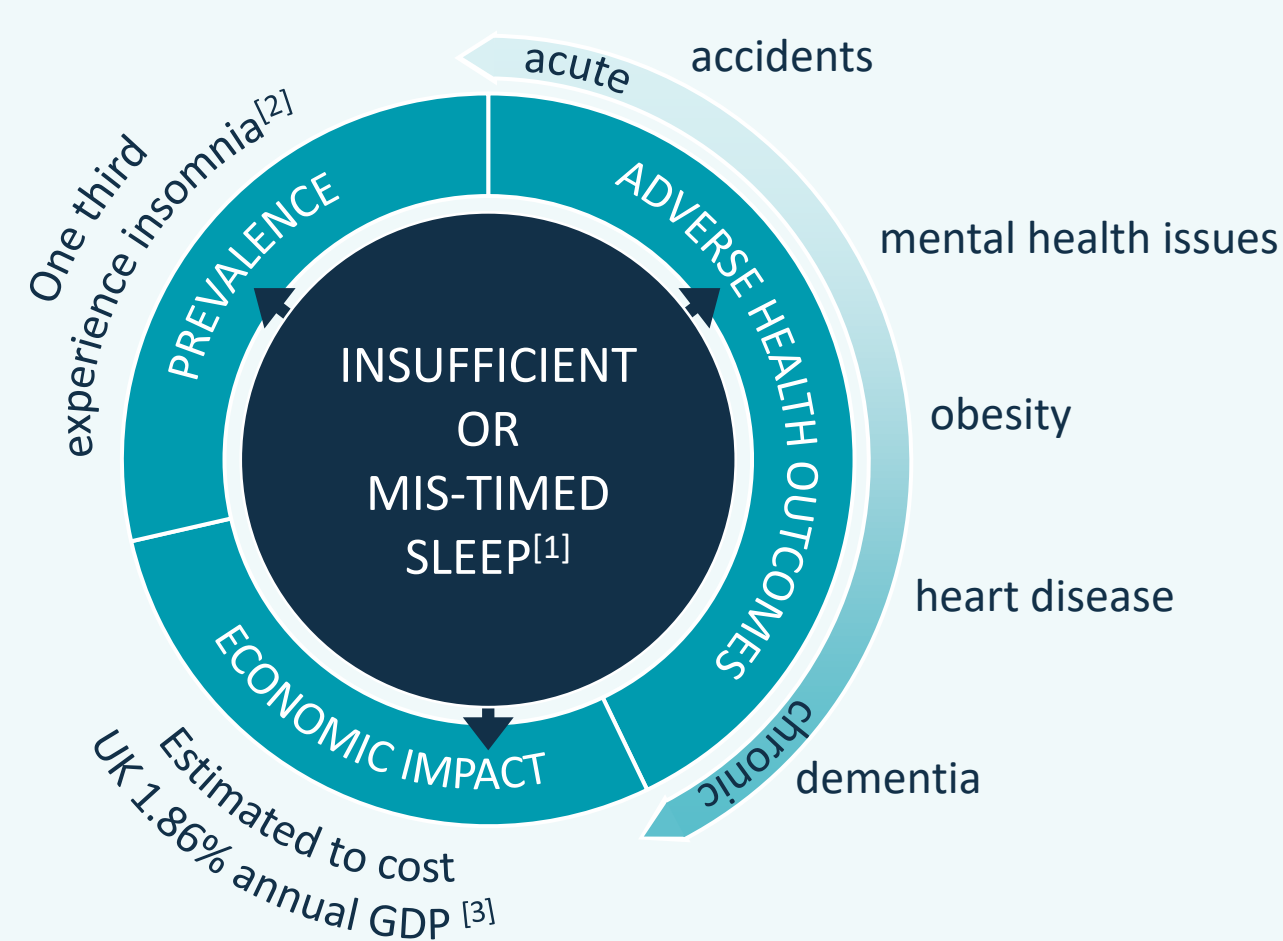 INSUFFICIENT
OR
MIS-TIMED
SLEEP[1]
PREVALENCE
One third
experience insomnia[2]
ADVERSE HEALTH OUTCOMES
acute
accidents
mental health issues
obesity
heart disease
dementia
chronic
ECONOMIC IMPACT
Estimated to cost
UK 1.86% annual GDP [3]